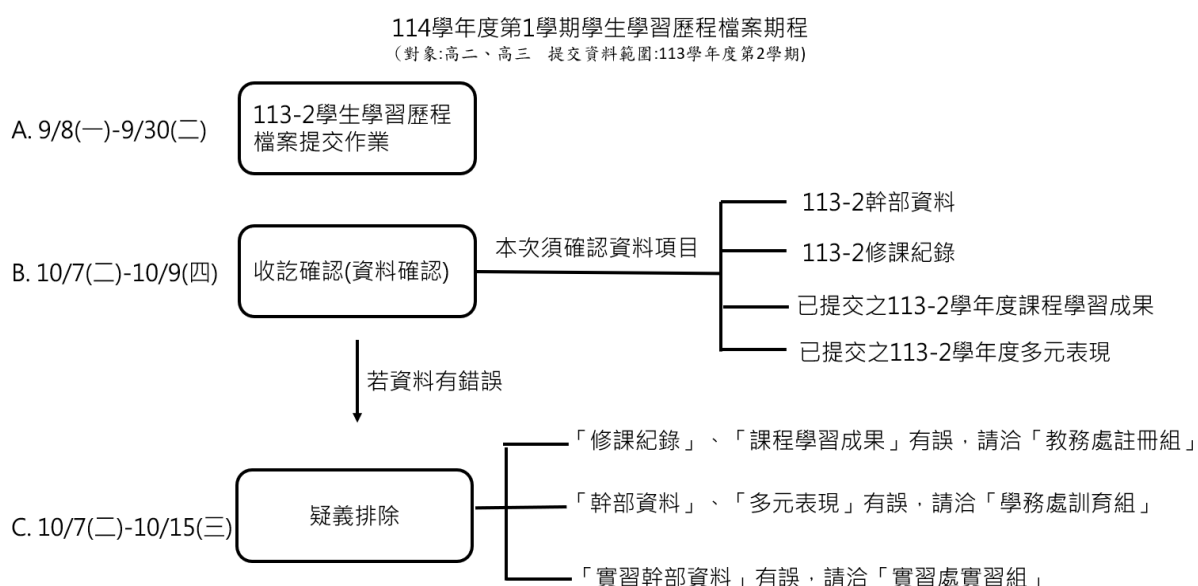 114學年度第1學期學生學習歷程檔案期程
(對象:高二、高三　提交資料範圍:113學年度第2學期)
A. 9/8(一)-9/30(二)
113-2學生學習歷程
檔案提交作業
B. 10/7(二)-10/9(四)
收訖確認(資料確認)
本次須確認資料項目
113-2幹部資料
113-2修課紀錄
已提交之113-2學年度課程學習成果
已提交之113-2學年度多元表現
若資料有錯誤
C. 10/7(二)-10/15(三)
疑義排除
「修課紀錄」、「課程學習成果」有誤，請洽「教務處註冊組」
「幹部資料」、「多元表現」有誤，請洽「學務處訓育組」
「實習幹部資料」有誤，請洽「實習處實習組」